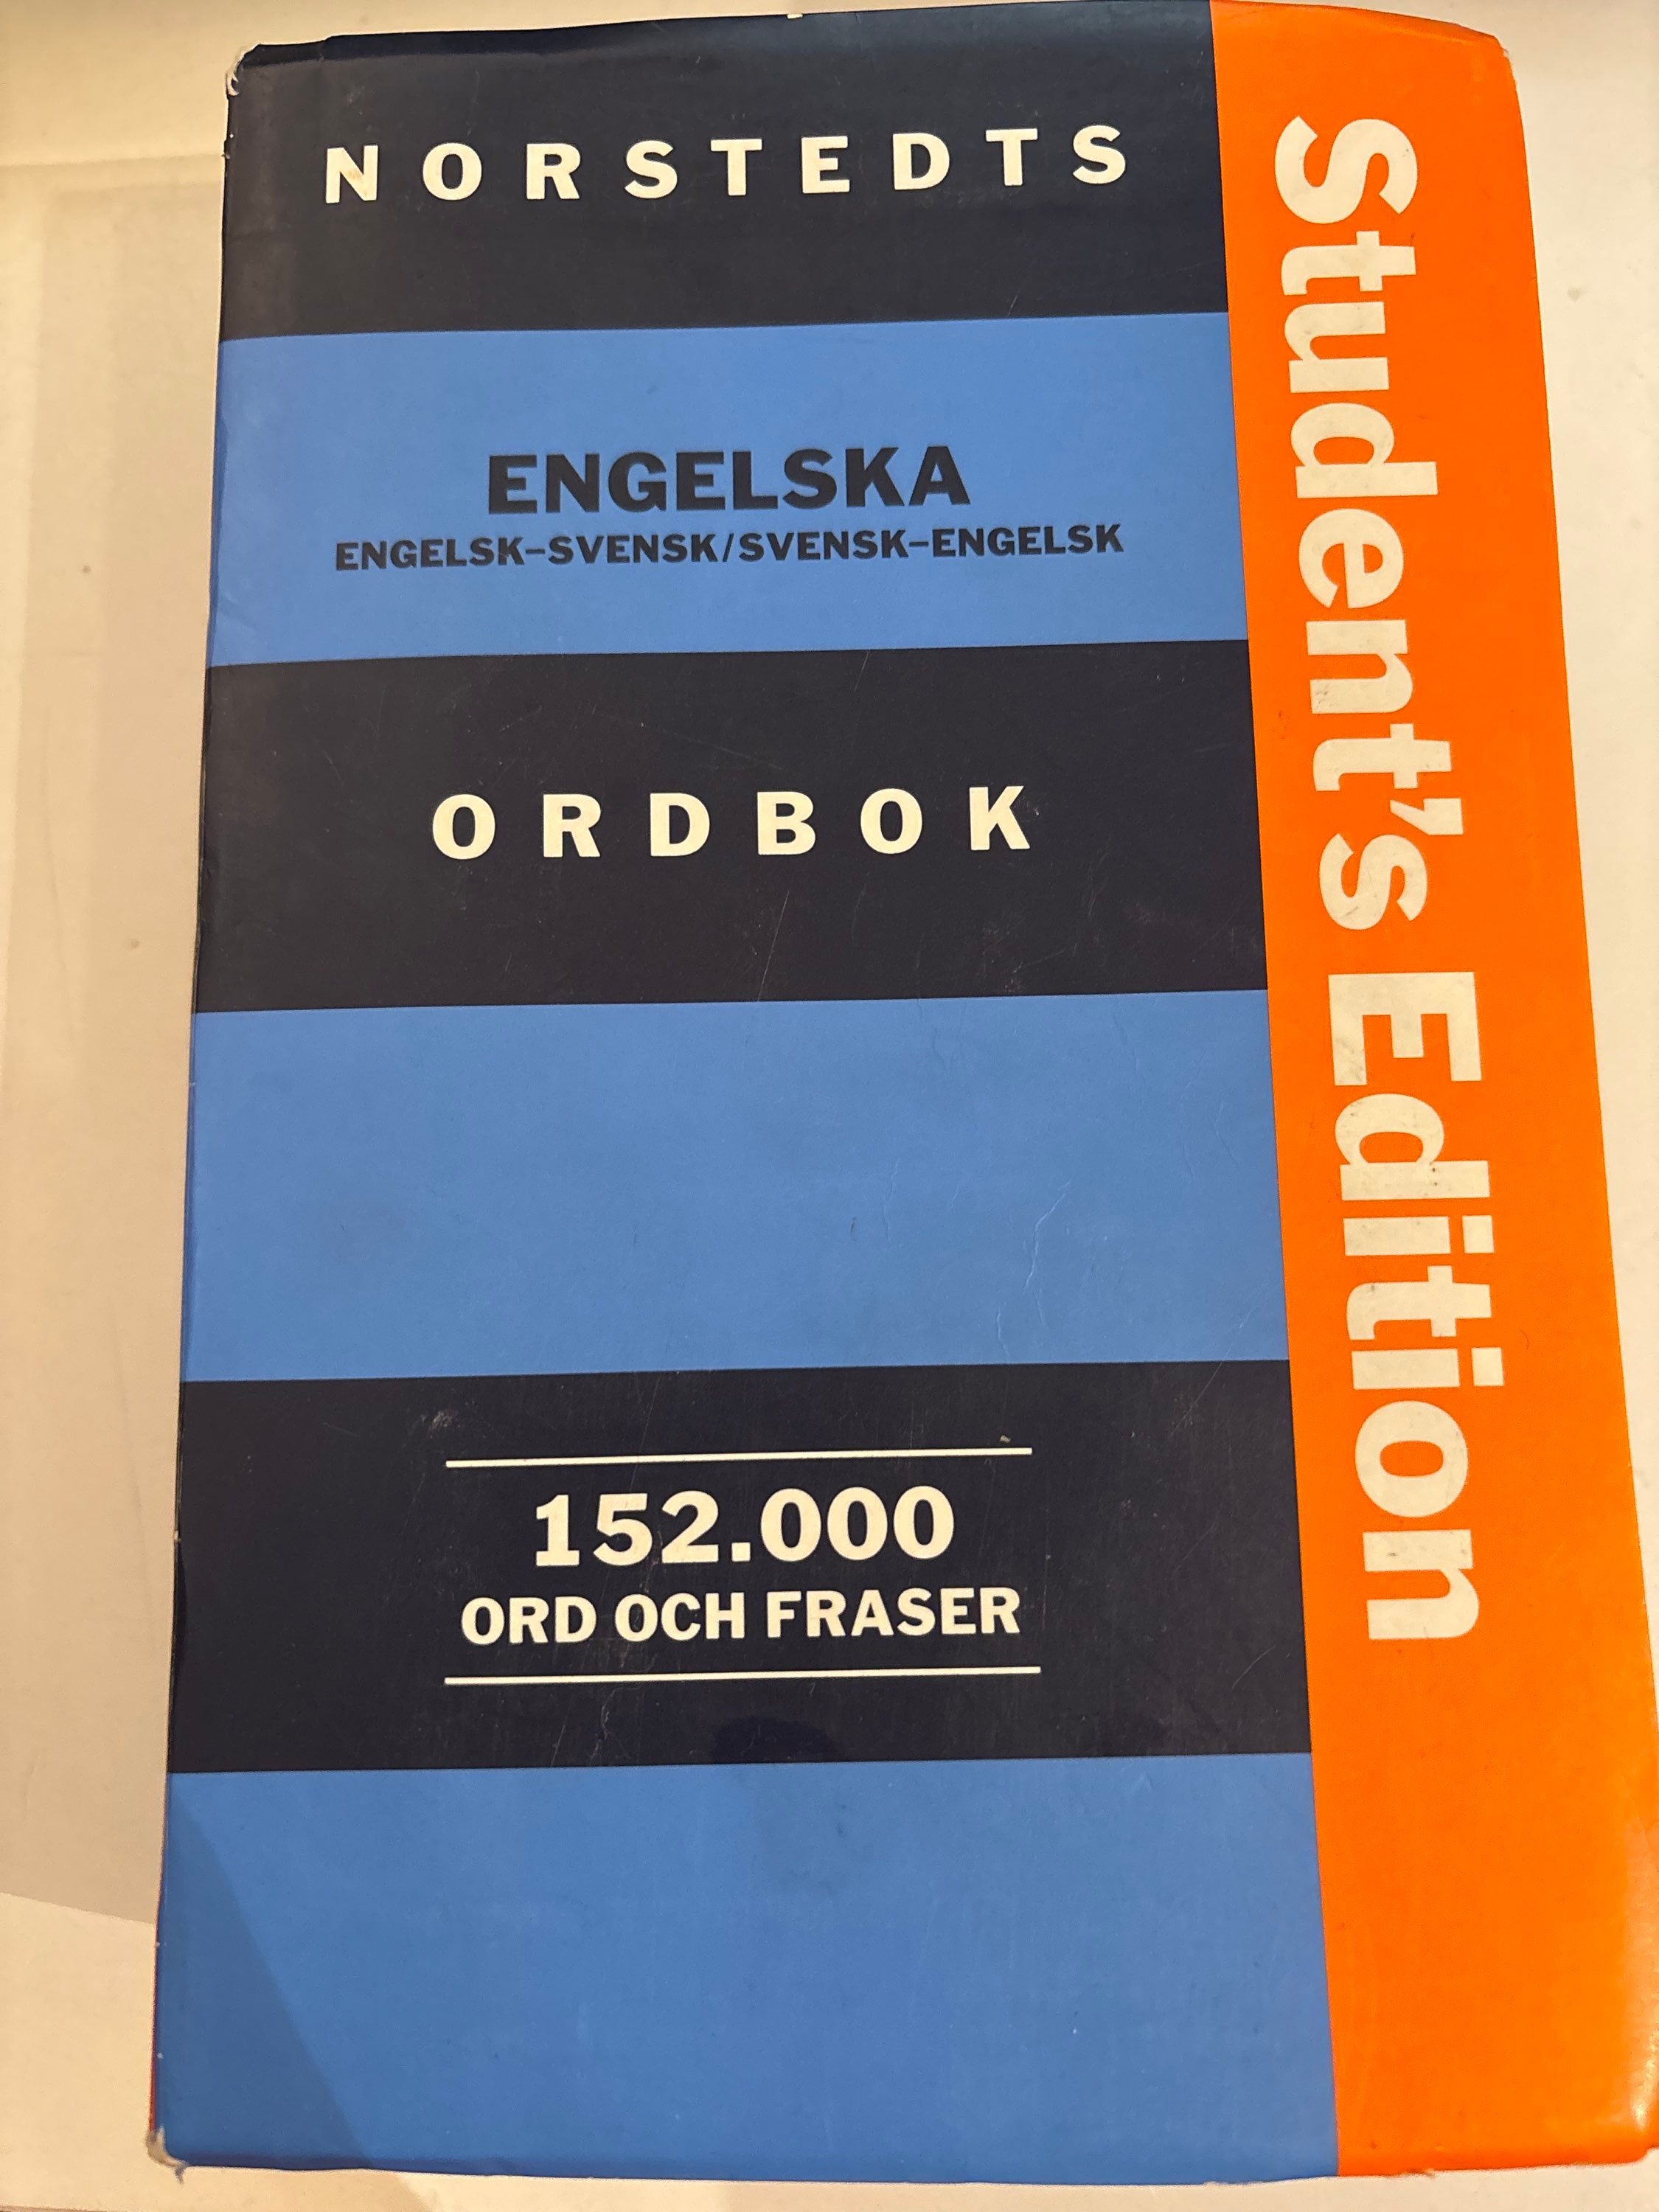 NORSTEDTS
ENGELSKA
ENGELSK–SVENSK/SVENSK–ENGELSK
ORDBOK
152.000
ORD OCH FRASER
Student's Edition